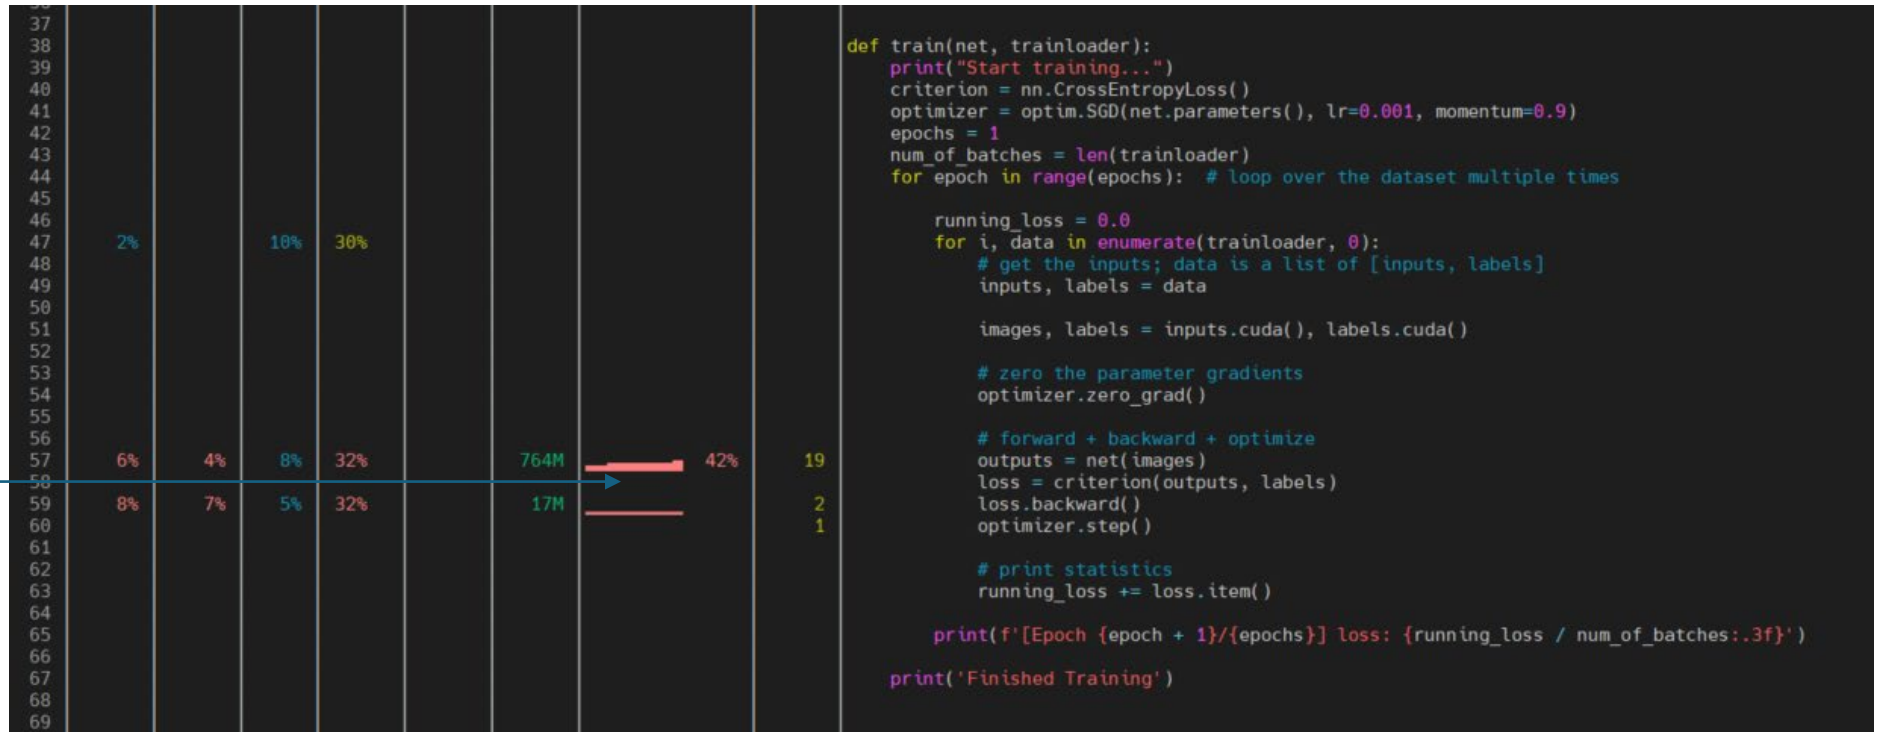 36
37
38 def train(net, trainloader):
39 print("Start training...")
40 criterion = nn.CrossEntropyLoss()
41 optimizer = optim.SGD(net.parameters(), lr=0.001, momentum=0.9)
42 epochs = 1
43 num_of_batches = len(trainloader)
44 for epoch in range(epochs):  # loop over the dataset multiple times
45
46 running_loss = 0.0
47 2% 10% 30% for i, data in enumerate(trainloader, 0):
48 # get the inputs; data is a list of [inputs, labels]
49 inputs, labels = data
50
51 images, labels = inputs.cuda(), labels.cuda()
52
53 # zero the parameter gradients
54 optimizer.zero_grad()
55
56 # forward + backward + optimize
57 6% 4% 8% 32% 764M 42% 19 outputs = net(images)
58 loss = criterion(outputs, labels)
59 8% 7% 5% 32% 17M 2 loss.backward()
60 1 optimizer.step()
61
62 # print statistics
63 running_loss += loss.item()
64
65 print(f'[Epoch {epoch + 1}/{epochs}] loss: {running_loss / num_of_batches:.3f}')
66
67 print('Finished Training')
68
69